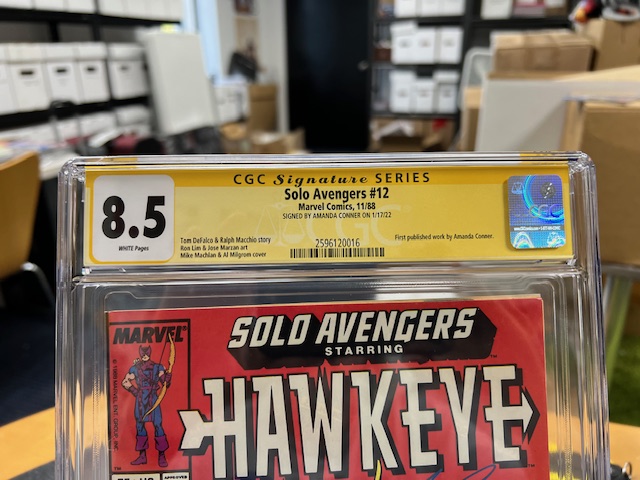 CGC Signature SERIES
8.5
WHITE Pages
Solo Avengers #12
Marvel Comics, 11/88
SIGNED BY AMANDA CONNER ON 1/17/22
Tom DeFalco & Ralph Macchio story
Ron Lim & Jose Marzan art
Mike Machlan & Al Milgrom cover
First published work by Amanda Conner.
CGC
2596120016
MARVEL
SOLO AVENGERS
STARRING
HAWKEYE